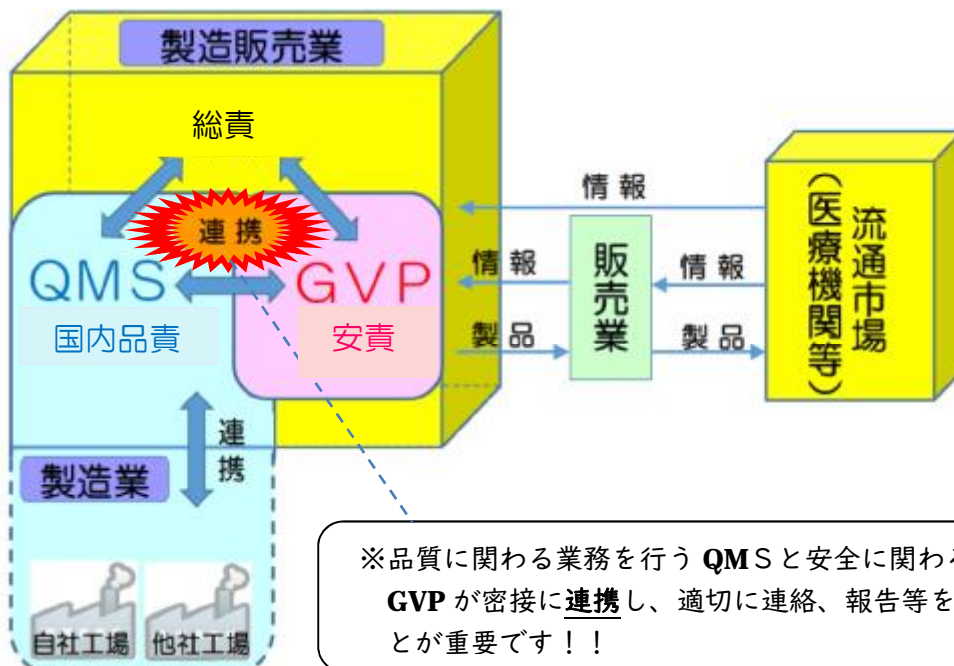 製造販売業
総責
連携
QMS
GVP
国内品責
安責
情報
情報
販売業
情報
製品
製品
流通市場
（医療機関等）
連携
製造業
自社工場
他社工場
※品質に関わる業務を行う QMＳと安全に関わ
GVP が密接に連携し、適切に連絡、報告等を
とが重要です！！